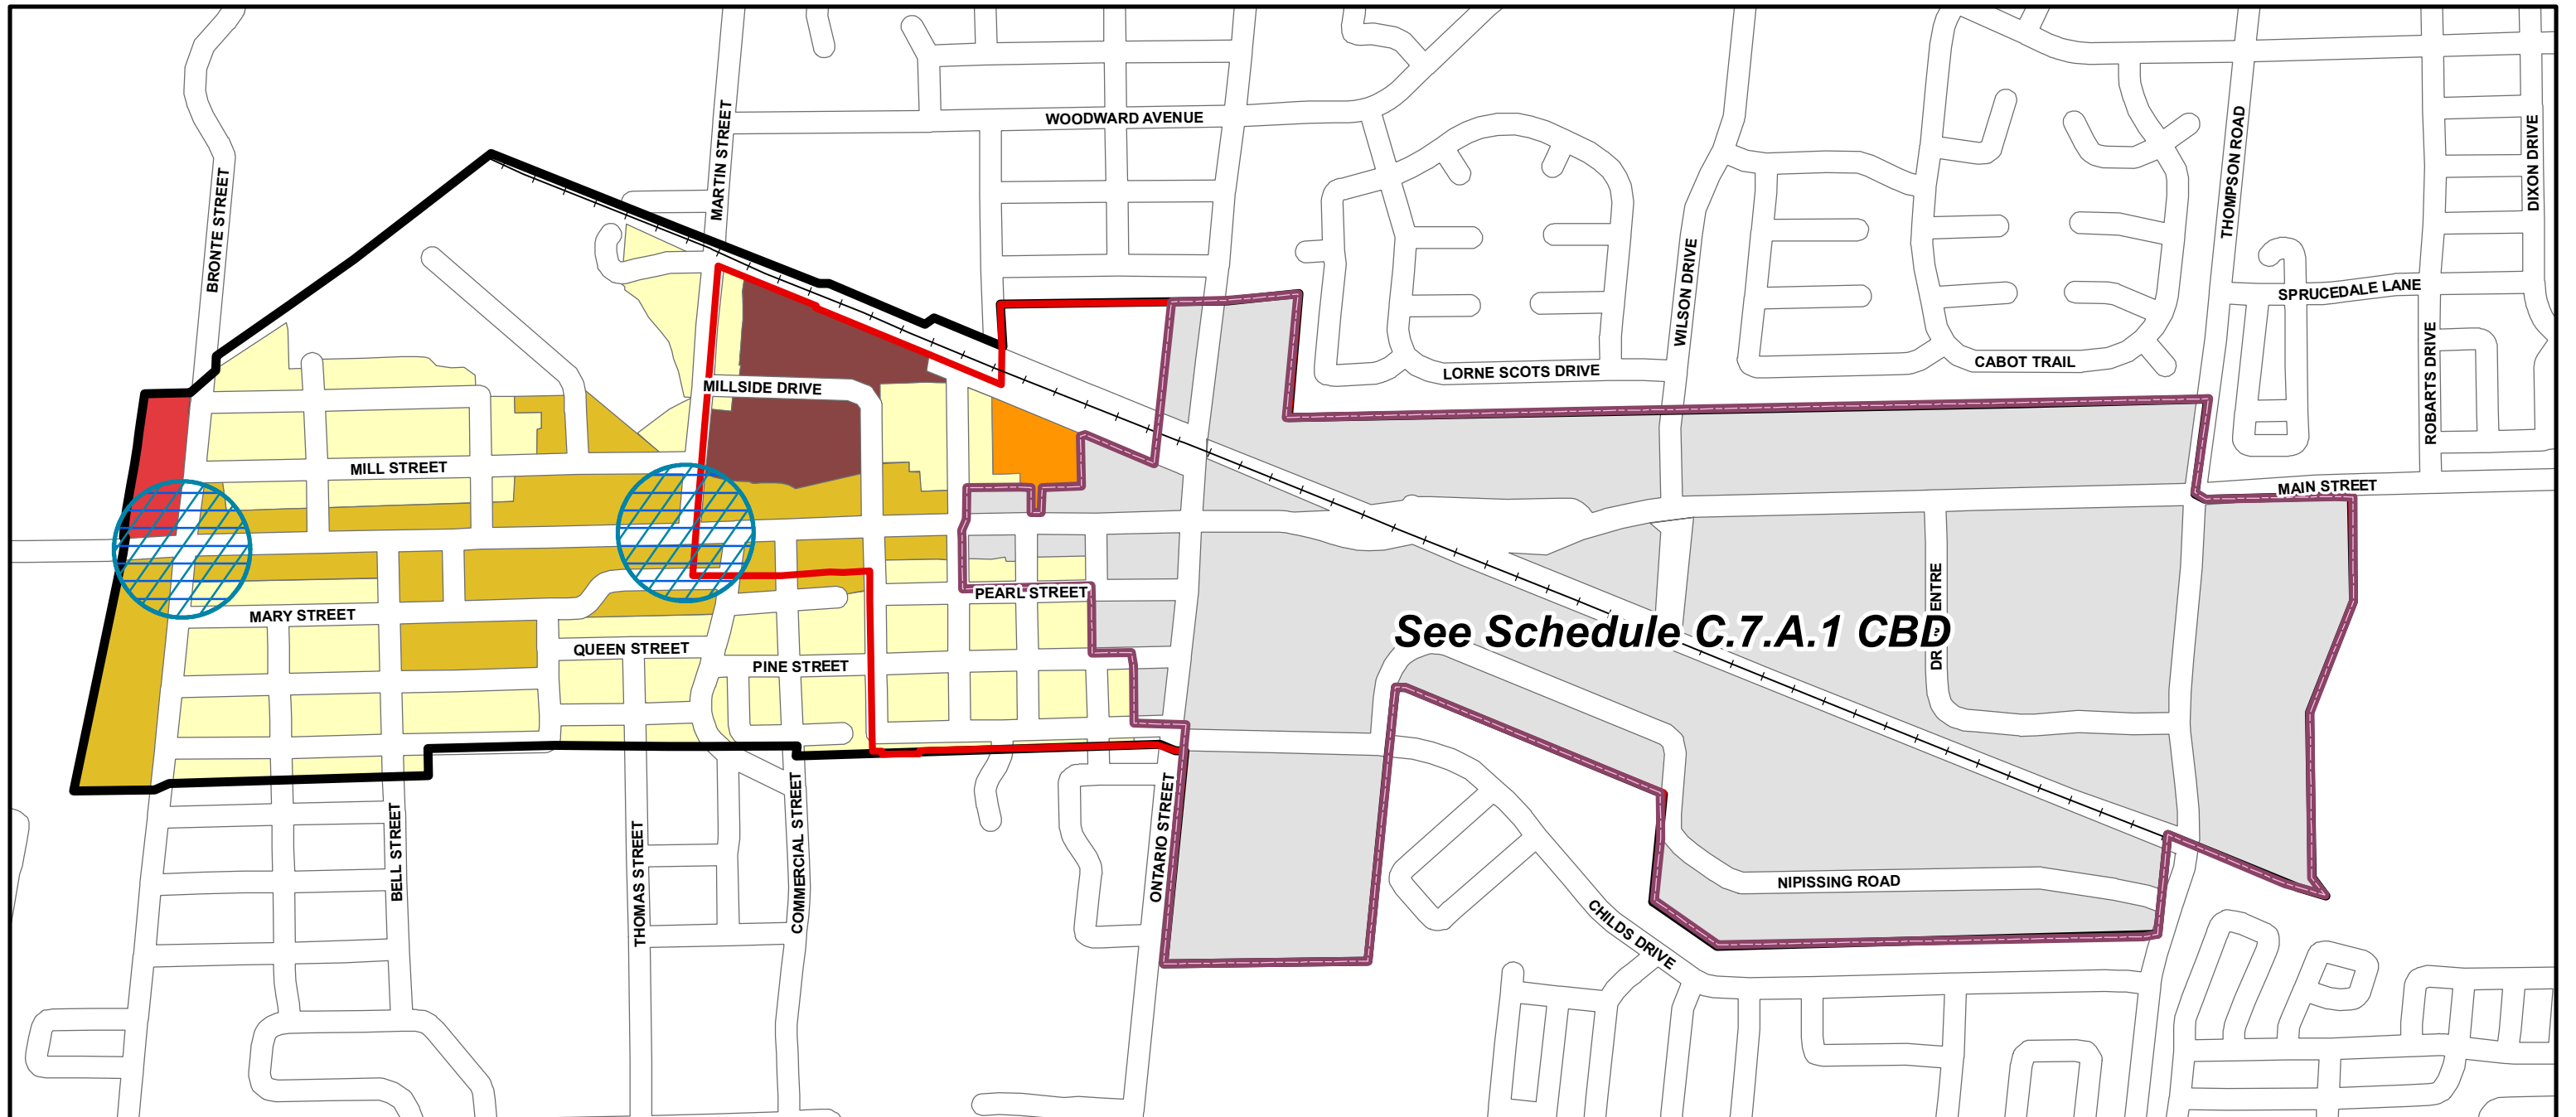 WOODWARD AVENUE
MARTIN STREET
BRONTE STREET
THOMPSON ROAD
DIXON DRIVE
WILSON DRIVE
SPRUCEDALE LANE
ROBARTS DRIVE
LORNE SCOTS DRIVE
CABOT TRAIL
MILLSIDE DRIVE
MILL STREET
MAIN STREET
PEARL STREET
MARY STREET
QUEEN STREET
PINE STREET
See Schedule C.7.A.1 CBD
ENTRE
BELL STREET
THOMAS STREET
COMMERCIAL STREET
ONTARIO STREET
NIPISSING ROAD
CHILDS DRIVE